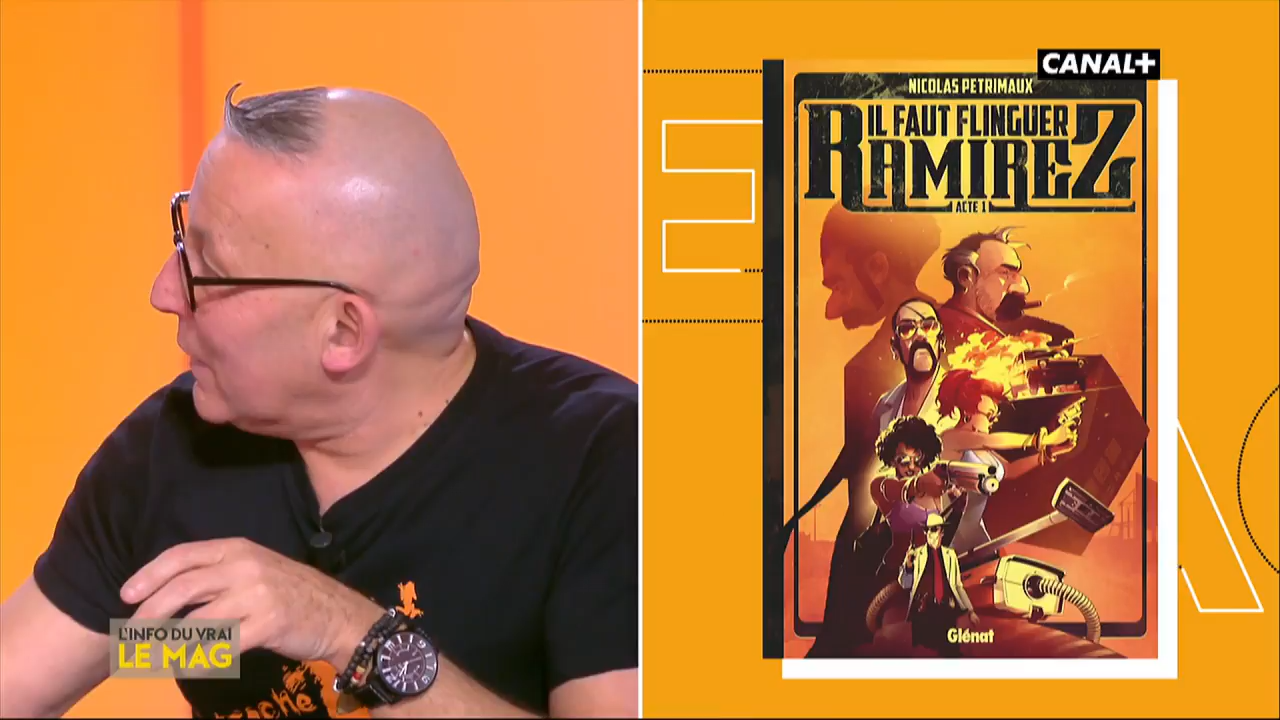 CANAL+
NICOLAS PETRIMAUX
IL FAUT FLINGUER
RAMIREZ
ACTE 1
Glénat
L'INFO DU VRAI
LE MAG